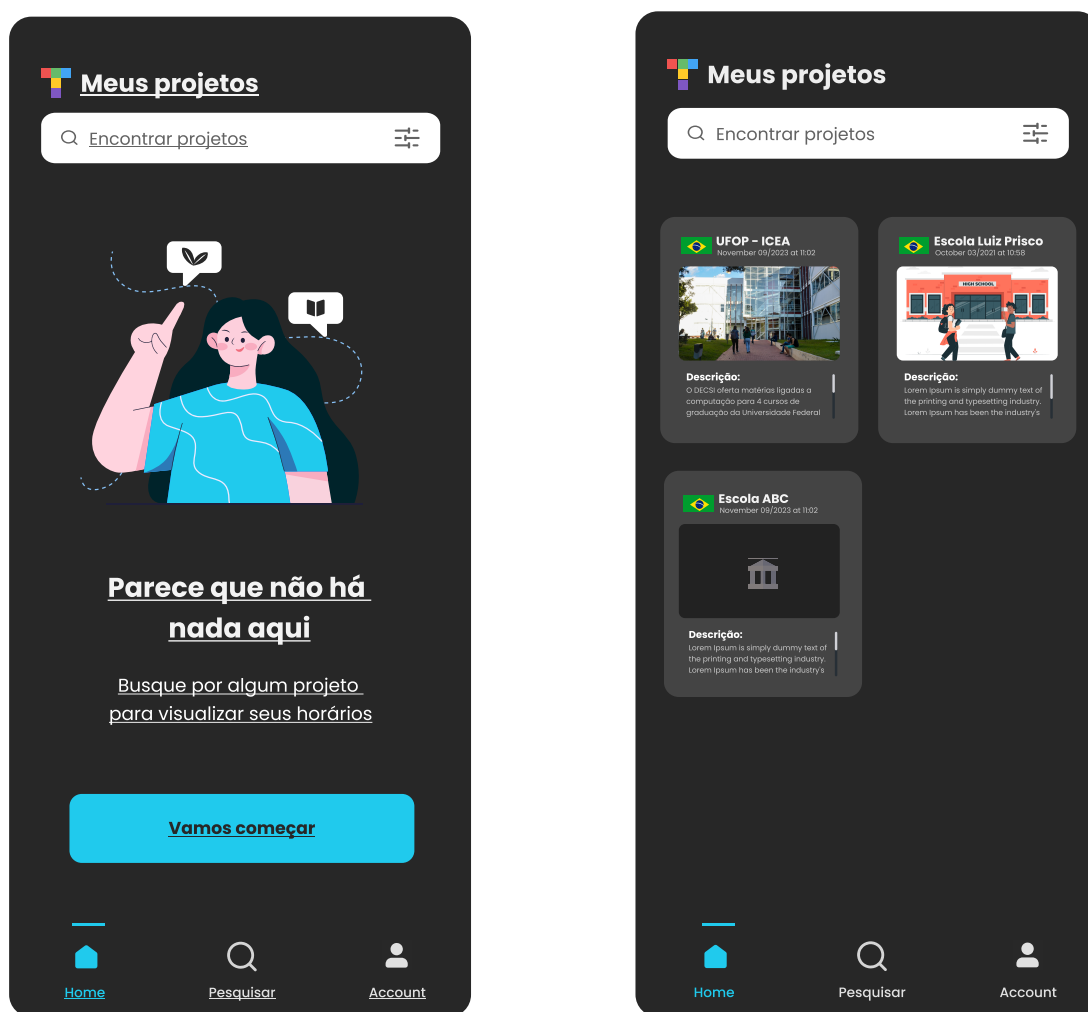 Meus projetos
Encontrar projetos
Parece que não há
nada aqui
Busque por algum projeto
para visualizar seus horários
Vamos começar
Home
Pesquisar
Account
Meus projetos
Encontrar projetos
UFOP - ICEA
November 09/2023 at 11:02
Descrição:
O DECSI oferta matérias ligadas a
computação para 4 cursos de
graduação da Universidade Federal
Escola Luiz Prisco
October 03/2021 at 10:58
HIGH SCHOOL
Descrição:
Lorem Ipsum is simply dummy text of
the printing and typesetting industry.
Lorem Ipsum has been the industry's
Escola ABC
November 09/2023 at 11:02
Descrição:
Lorem Ipsum is simply dummy text of
the printing and typesetting industry.
Lorem Ipsum has been the industry's
Home
Pesquisar
Account